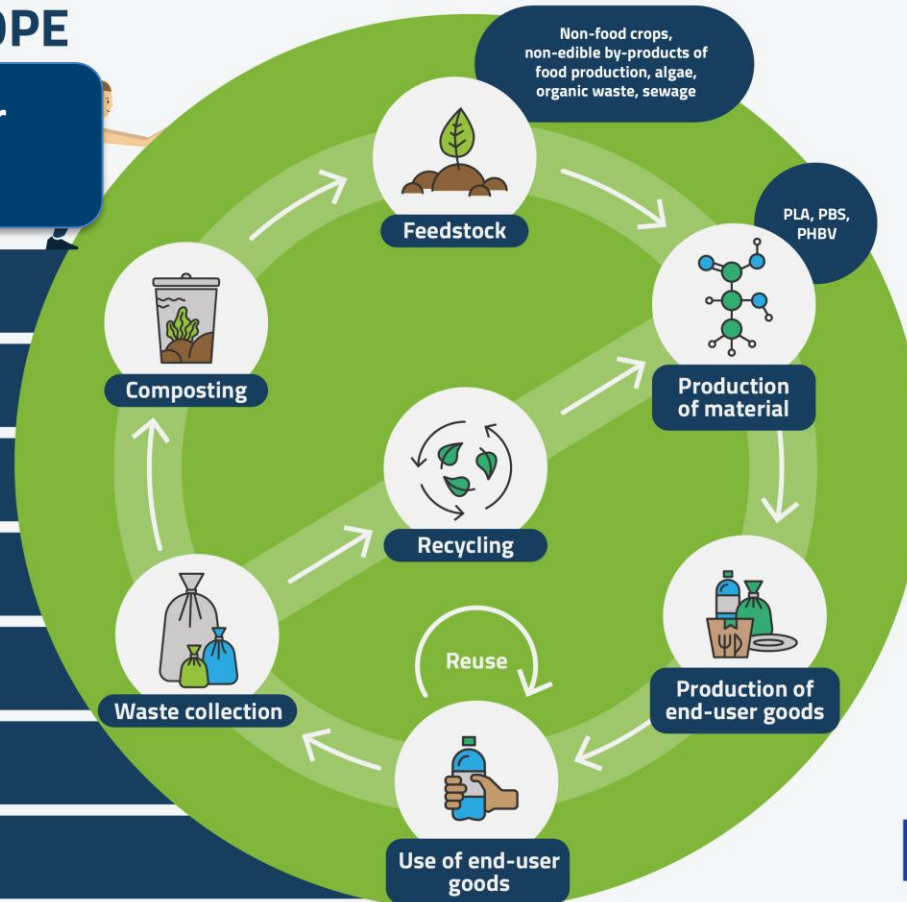 OPE
r
Non-food crops,
non-edible by-products of
food production, algae,
organic waste, sewage
Feedstock
PLA, PBS,
PHBV
Composting
Production
of material
Recycling
Reuse
Waste collection
Production of
end-user goods
Use of end-user
goods